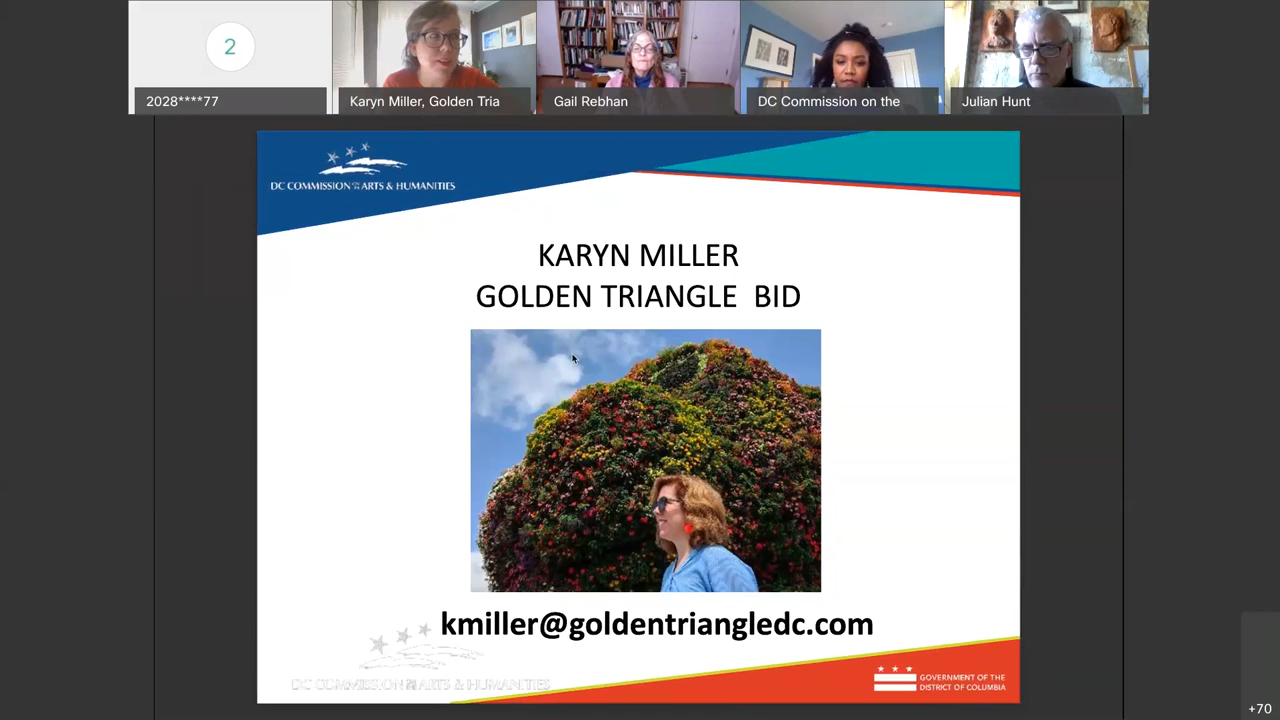 2
2028****77
Karyn Miller, Golden Tria
Gail Rebhan
DC Commission on the
Julian Hunt
DC COMMISSION ON THE ARTS & HUMANITIES
KARYN MILLER
GOLDEN TRIANGLE BID
kmiller@goldentriangledc.com
DC COMMISSION ON THE ARTS & HUMANITIES
GOVERNMENT OF THE
DISTRICT OF COLUMBIA
+70